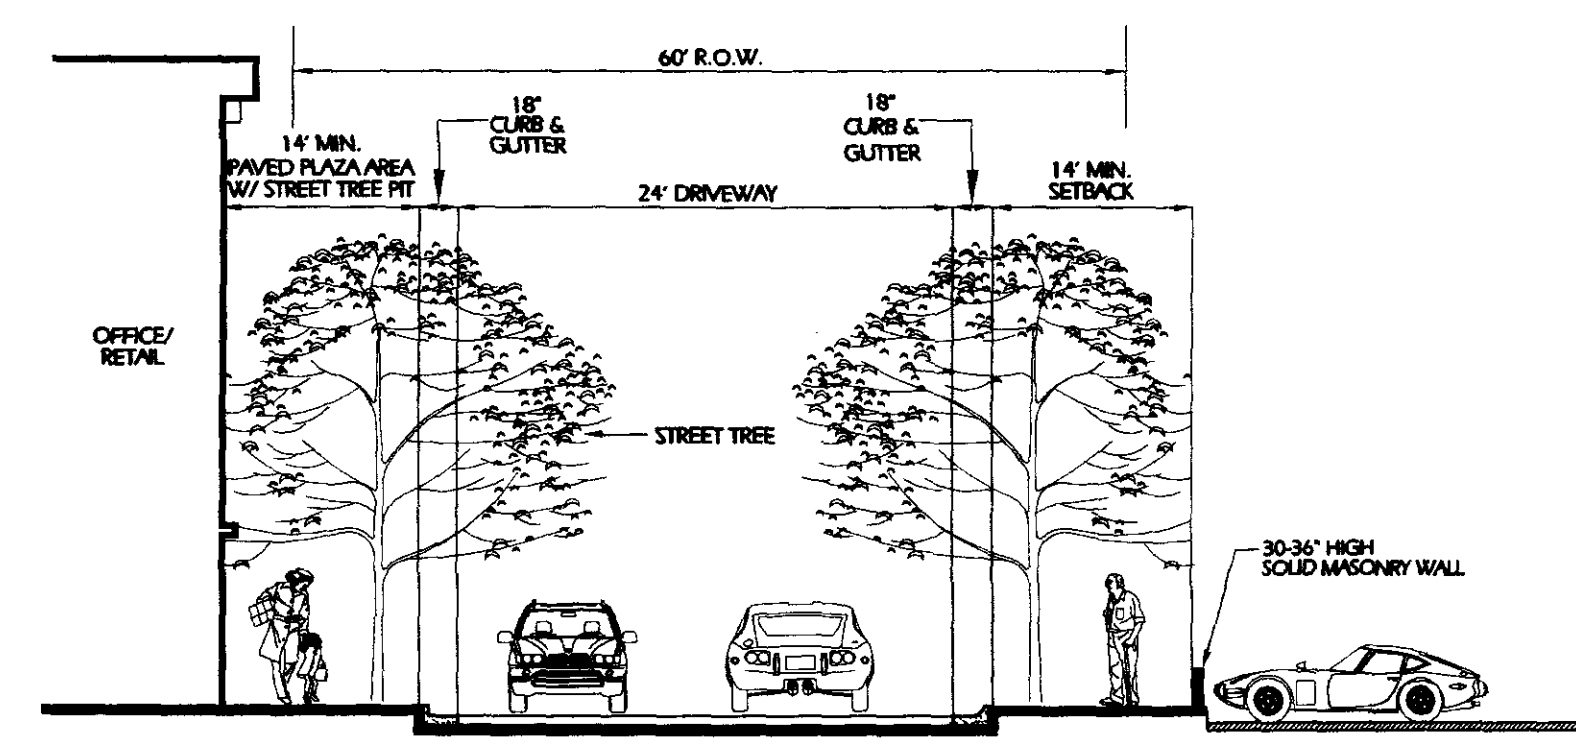 60' R.O.W.
18"
CURB &
GUTTER
18"
CURB &
GUTTER
14' MIN.
PAVED PLAZA AREA
W/ STREET TREE PIT
24' DRIVEWAY
14' MIN.
SETBACK
OFFICE/
RETAIL
STREET TREE
30-36" HIGH
SOLID MASONRY WALL